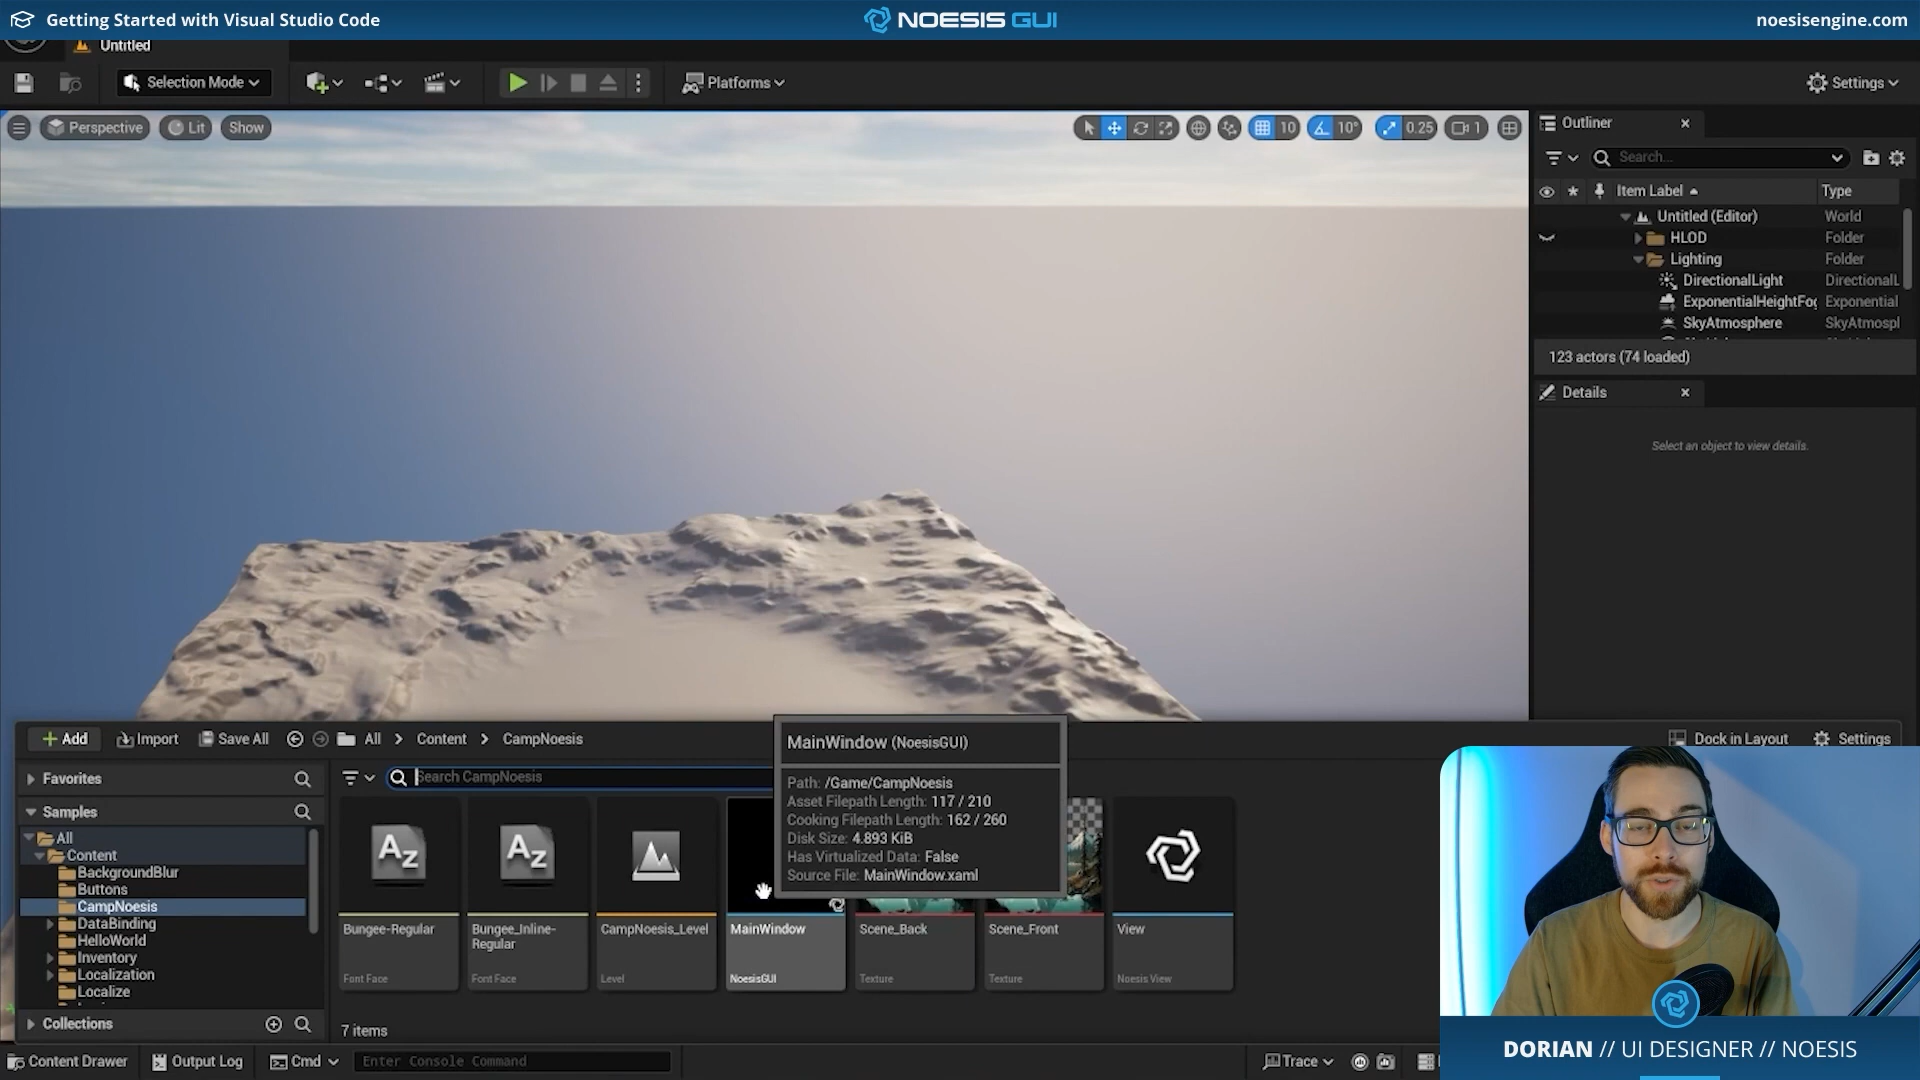 Getting Started with Visual Studio Code
NOESIS GUI
noesisengine.com
Untitled
Selection Mode
Platforms
Settings
Perspective
Lit
Show
10
10°
0.25
1
Outliner
Search...
Item Label
Type
Untitled (Editor)
World
HLOD
Folder
Lighting
Folder
DirectionalLight
DirectionalL
ExponentialHeightFog
Exponential
SkyAtmosphere
SkyAtmospl
123 actors (74 loaded)
Details
Select an object to view details.
Add
Import
Save All
All
Content
CampNoesis
Dock in Layout
Settings
Favorites
Search CampNoesis
Samples
All
Content
BackgroundBlur
Buttons
CampNoesis
DataBinding
HelloWorld
Inventory
Localization
Localize
Collections
MainWindow (NoesisGUI)
Path: /Game/CampNoesis
Asset Filepath Length: 117 / 210
Cooking Filepath Length: 162 / 260
Disk Size: 4.893 KiB
Has Virtualized Data: False
Source File: MainWindow.xaml
Az
Az
Bungee-Regular
Font Face
Bungee_Inline-
Regular
Font Face
CampNoesis_Level
Level
MainWindow
NoesisGUI
Scene_Back
Texture
Scene_Front
Texture
View
Noesis View
7 items
Content Drawer
Output Log
Cmd
Enter Console Command
Trace
DORIAN // UI DESIGNER // NOESIS